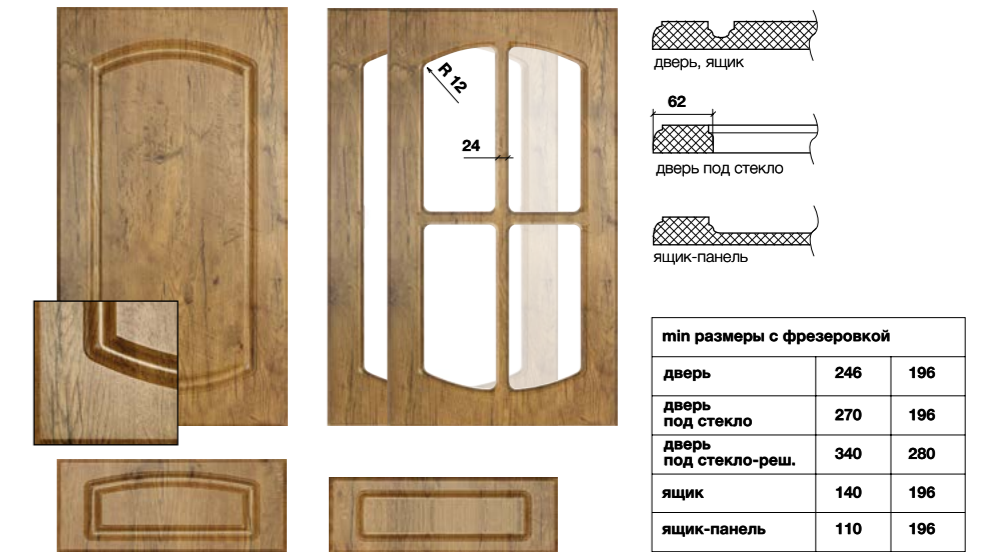 R 12
24
дверь, ящик
62
дверь под стекло
ящик-панель
min размеры с фрезеровкой
дверь 246 196
дверь
под стекло 270 196
дверь
под стекло-реш. 340 280
ящик 140 196
ящик-панель 110 196